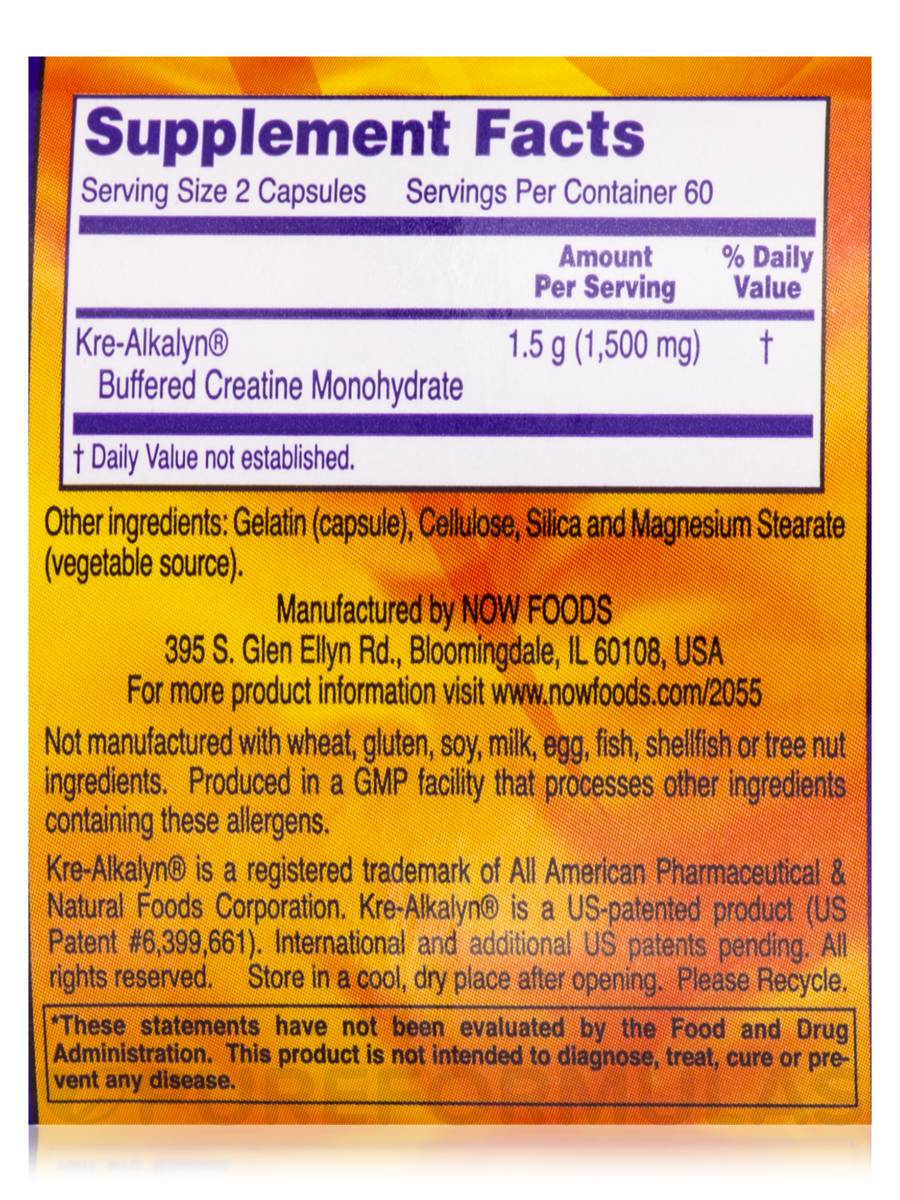 Supplement Facts
Serving Size 2 Capsules Servings Per Container 60
Amount % Daily
Per Serving Value
Kre-Alkalyn® 1.5 g (1,500 mg) †
Buffered Creatine Monohydrate
† Daily Value not established.
Other ingredients: Gelatin (capsule), Cellulose, Silica and Magnesium Stearate
(vegetable source).
Manufactured by NOW FOODS
395 S. Glen Ellyn Rd., Bloomingdale, IL 60108, USA
For more product information visit www.nowfoods.com/2055
Not manufactured with wheat, gluten, soy, milk, egg, fish, shellfish or tree nut
ingredients. Produced in a GMP facility that processes other ingredients
containing these allergens.
Kre-Alkalyn® is a registered trademark of All American Pharmaceutical &
Natural Foods Corporation. Kre-Alkalyn® is a US-patented product (US
Patent #6,399,661). International and additional US patents pending. All
rights reserved. Store in a cool, dry place after opening. Please Recycle.
*These statements have not been evaluated by the Food and Drug
Administration. This product is not intended to diagnose, treat, cure or pre-
vent any disease.
PUREFORMULAS